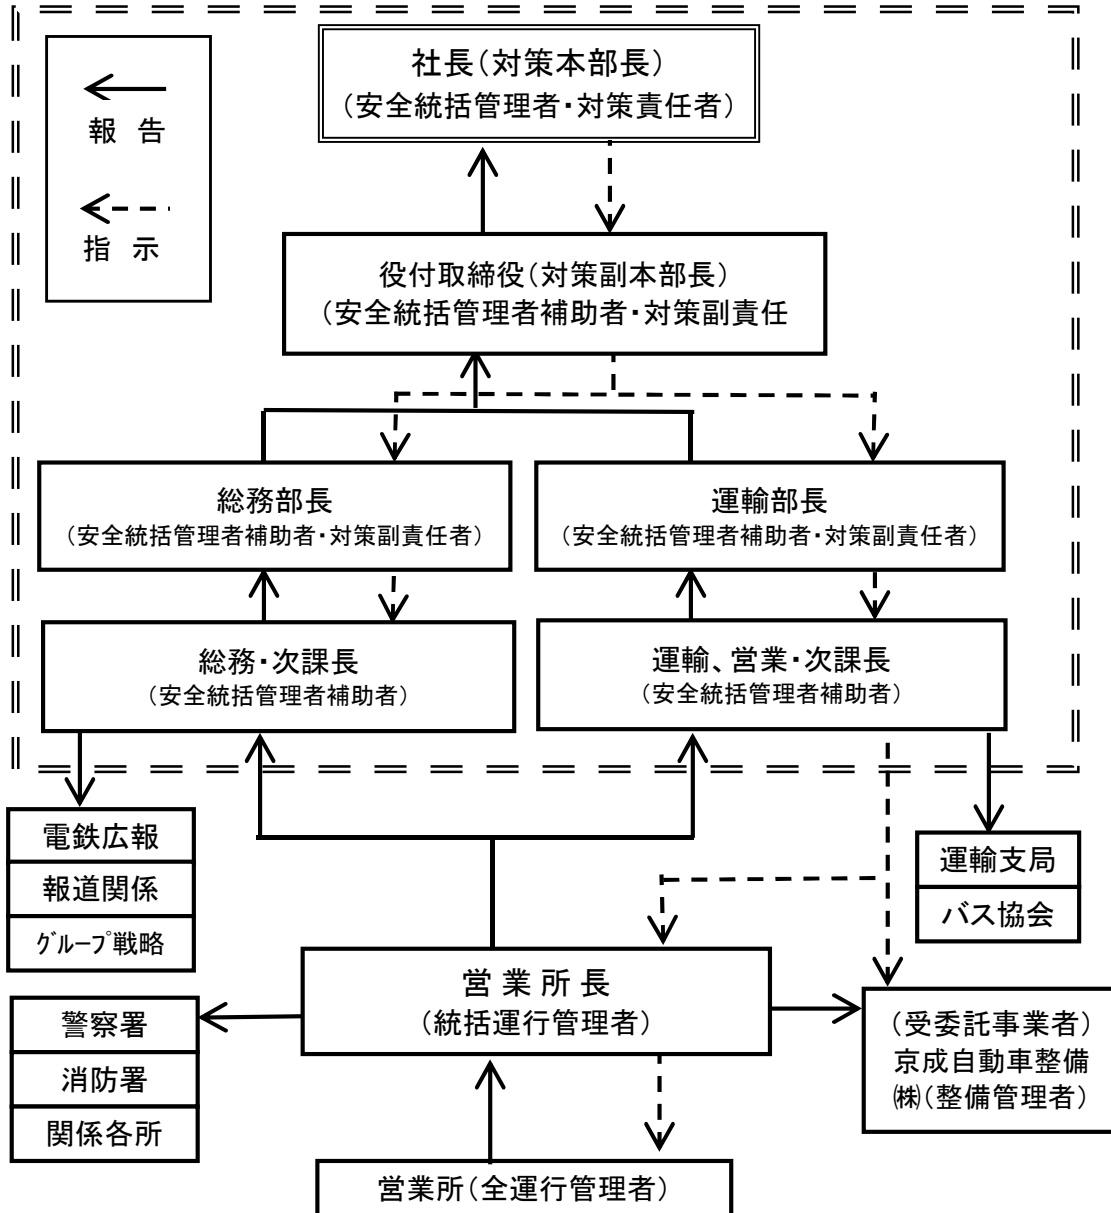 社長（対策本部長）
（安全統括管理者・対策責任者）
報 告
指 示
役付取締役（対策副本部長）
（安全統括管理者補助者・対策副責任
総務部長
（安全統括管理者補助者・対策副責任者）
運輸部長
（安全統括管理者補助者・対策副責任者）
総務・次課長
（安全統括管理者補助者）
運輸、営業・次課長
（安全統括管理者補助者）
電鉄広報
報道関係
ｸﾞﾙｰﾌﾟ戦略
運輸支局
バス協会
営 業 所 長
（統括運行管理者）
警察署
消防署
関係各所
（受委託事業者）
京成自動車整備
㈱（整備管理者）
営業所（全運行管理者）